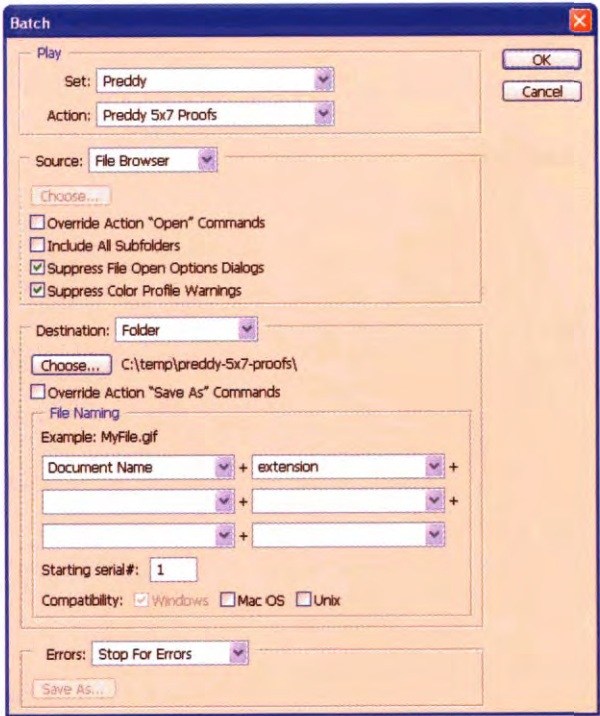 Batch
Play
Set: Preddy
OK
Action: Preddy 5x7 Proofs
Cancel
Source: File Browser
Choose...
Override Action "Open" Commands
Include All Subfolders
Suppress File Open Options Dialogs
Suppress Color Profile Warnings
Destination: Folder
Choose... C:\temp\preddy-5x7-proofs\
Override Action "Save As" Commands
File Naming
Example: MyFile.gif
Document Name + extension +
+ +
+
Starting serial#: 1
Compatibility: Windows Mac OS Unix
Errors: Stop For Errors
Save As...